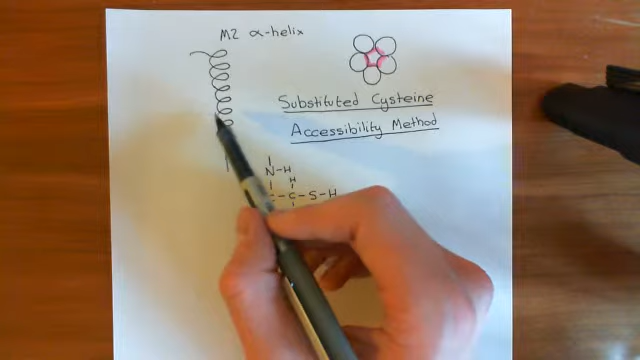 M2 α-helix
Substituted Cysteine
Accessibility Method
N-H
H
C-S-H